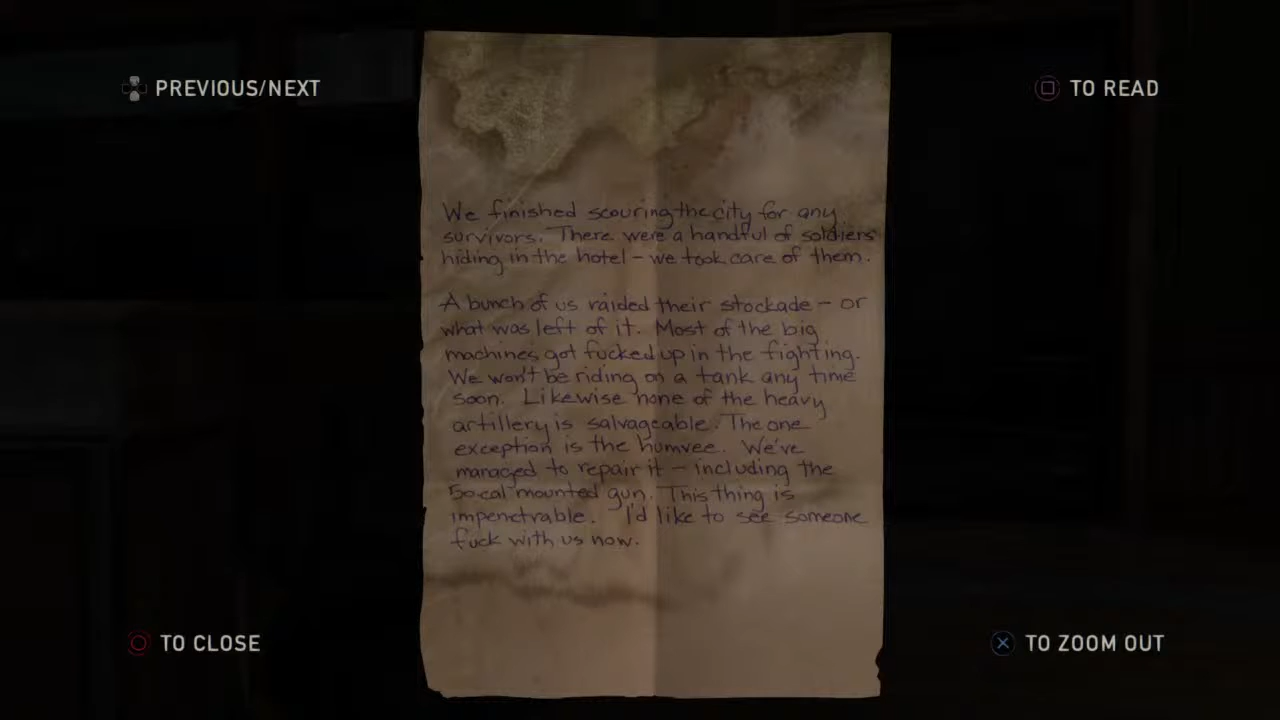 PREVIOUS/NEXT
TO READ
We finished scouring the city for any
survivors. There were a handful of soldiers
hiding in the hotel - we took care of them.
A bunch of us raided their stockade - or
what was left of it. Most of the big
machines got fucked up in the fighting.
We won't be riding on a tank any time
soon. Likewise none of the heavy
artillery is salvageable. The one
exception is the humvee. We've
managed to repair it - including the
50cal mounted gun. This thing is
impenetrable. I'd like to see someone
fuck with us now.
TO CLOSE
TO ZOOM OUT